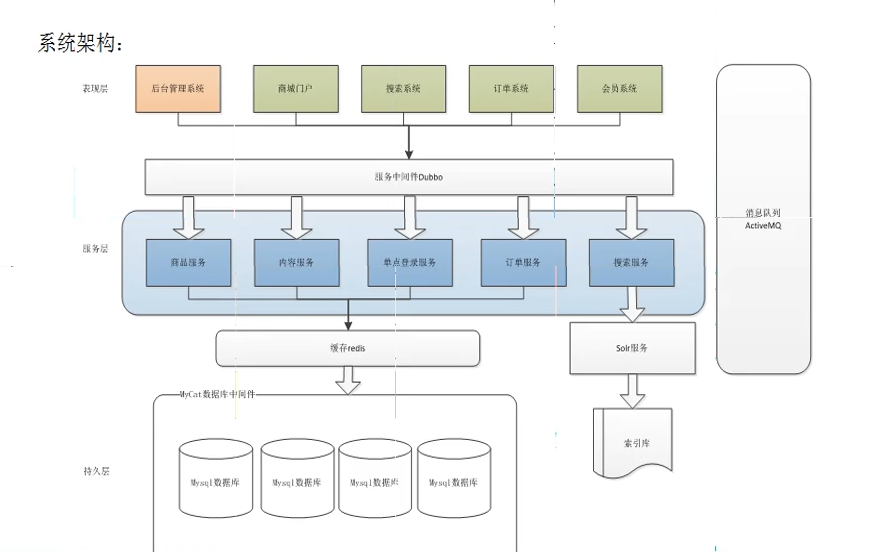 系统架构：
表现层
后台管理系统
商城门户
搜索系统
订单系统
会员系统
服务中间件Dubbo
消息队列
ActiveMQ
服务层
商品服务
内容服务
单点登录服务
订单服务
搜索服务
缓存redis
Solr服务
MyCat数据库中间件
索引库
持久层
Mysql数据库
Mysql数据库
Mysql数据库
Mysql数据库